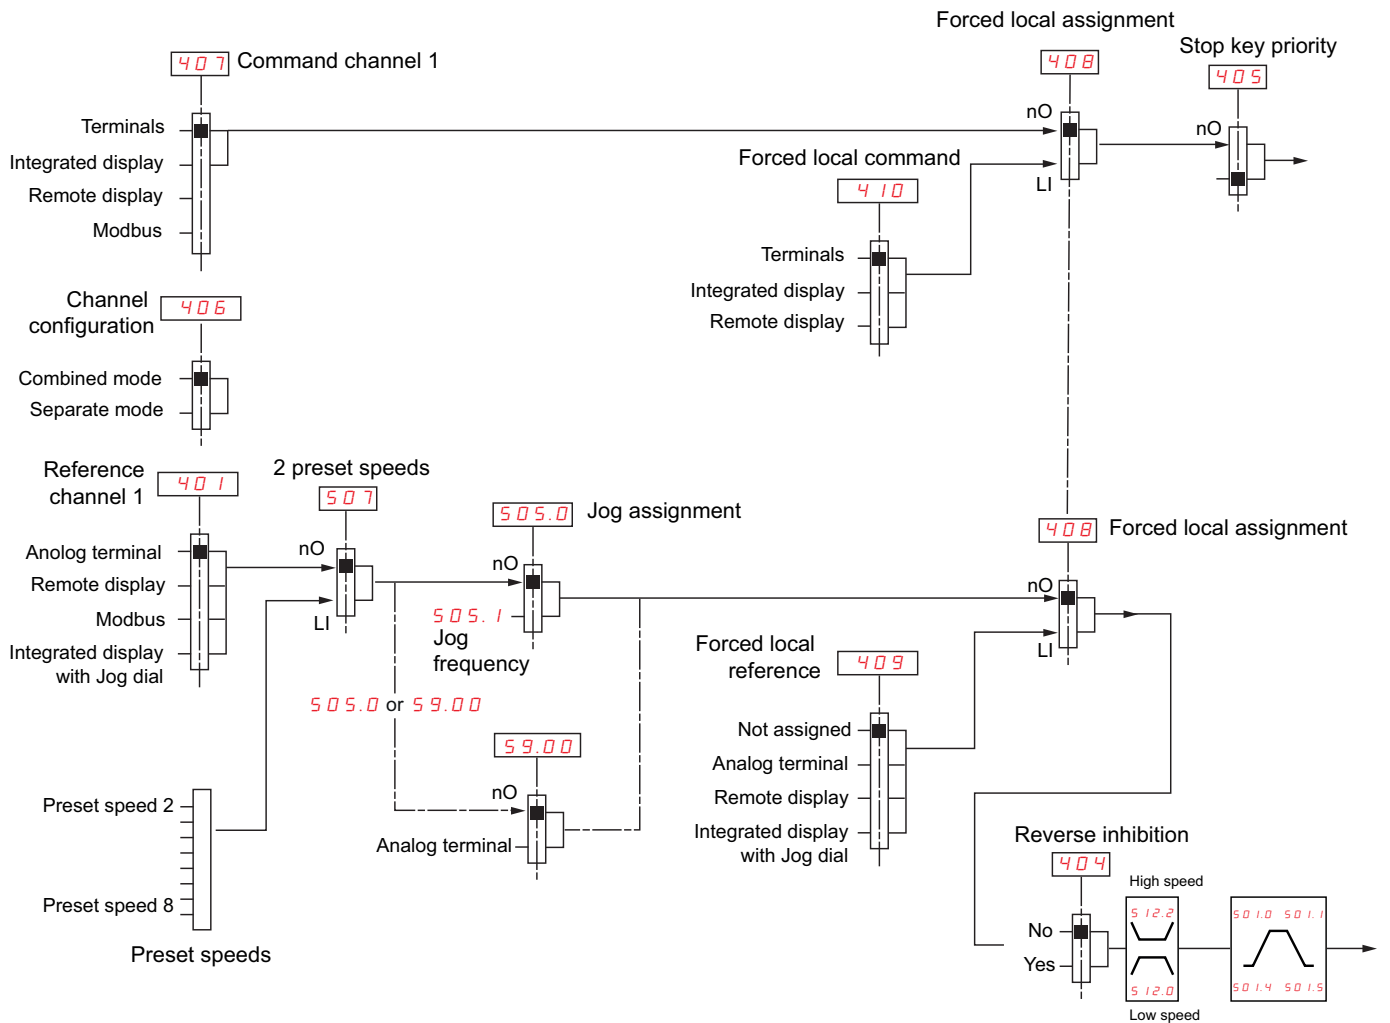 Forced local assignment
Stop key priority
407 Command channel 1
408
405
nO
nO
Terminals
Integrated display
Remote display
Modbus
Forced local command
410
LI
Terminals
Integrated display
Remote display
Channel
configuration
406
Combined mode
Separate mode
Reference
channel 1
401
2 preset speeds
507
505.0 Jog assignment
408 Forced local assignment
nO
nO
nO
Anolog terminal
Remote display
Modbus
Integrated display
with Jog dial
LI
505.1
Jog
frequency
LI
Forced local
reference
409
505.0 or 59.00
59.00
nO
Analog terminal
Not assigned
Analog terminal
Remote display
Integrated display
with Jog dial
Preset speed 2
Preset speed 8
Preset speeds
Reverse inhibition
404
No
Yes
High speed
512.2
512.0
Low speed
501.0 501.1
501.4 501.5